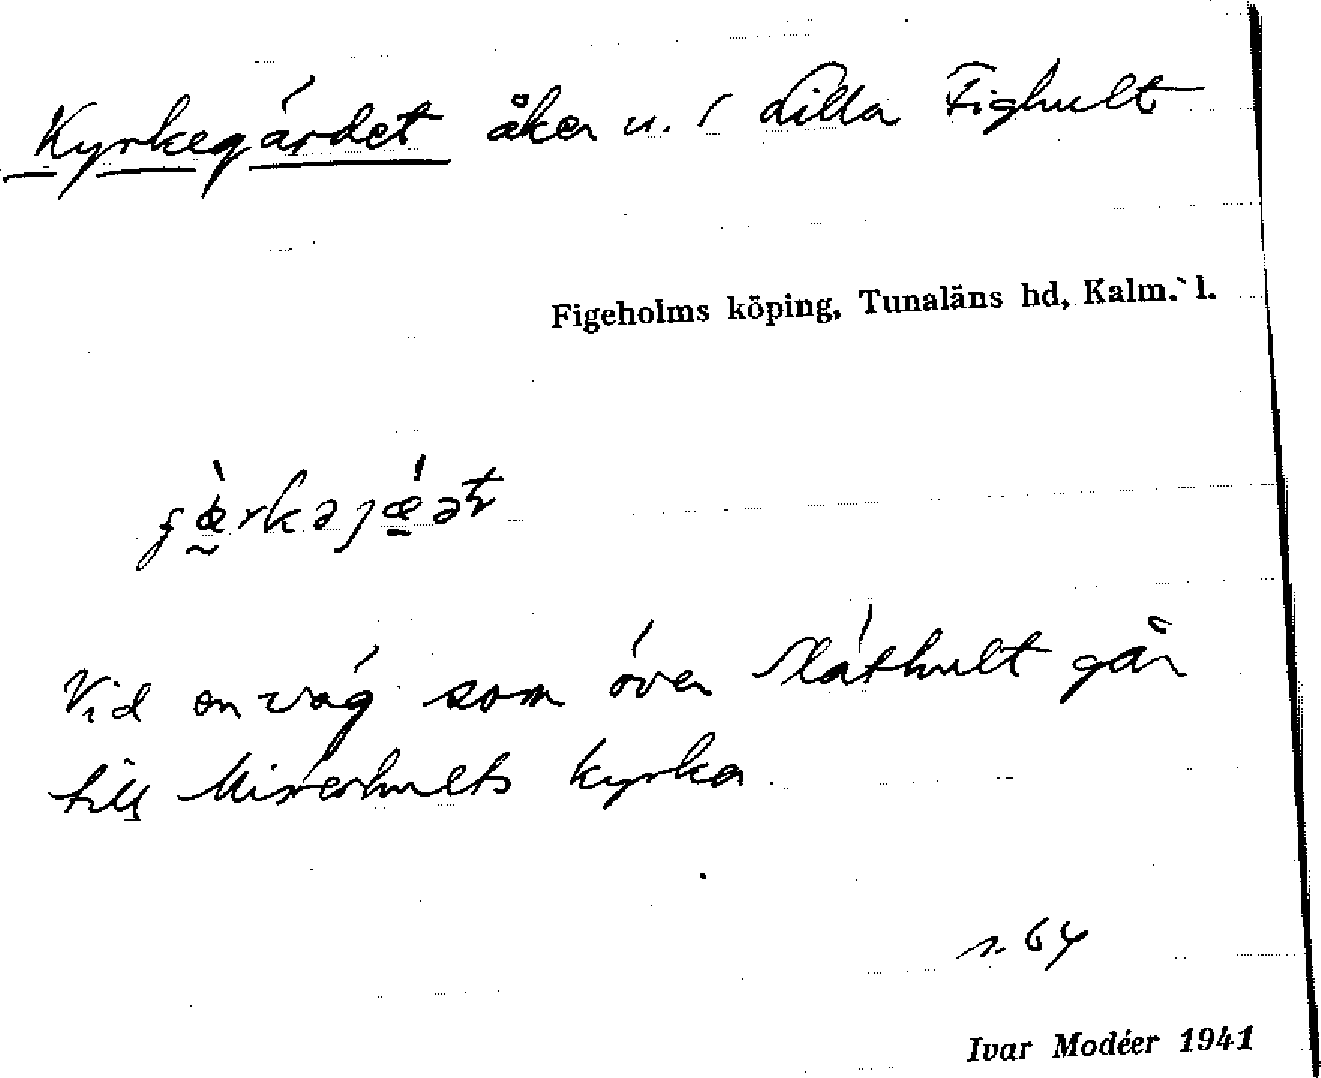 Kyrkegärdet åker u. i Lilla Fighult
Figeholms köping, Tunaläns hd, Kalm. l.
Vid en väg som över Släthult går
till Misterhults kyrka
s. 64
Ivar Modéer 1941